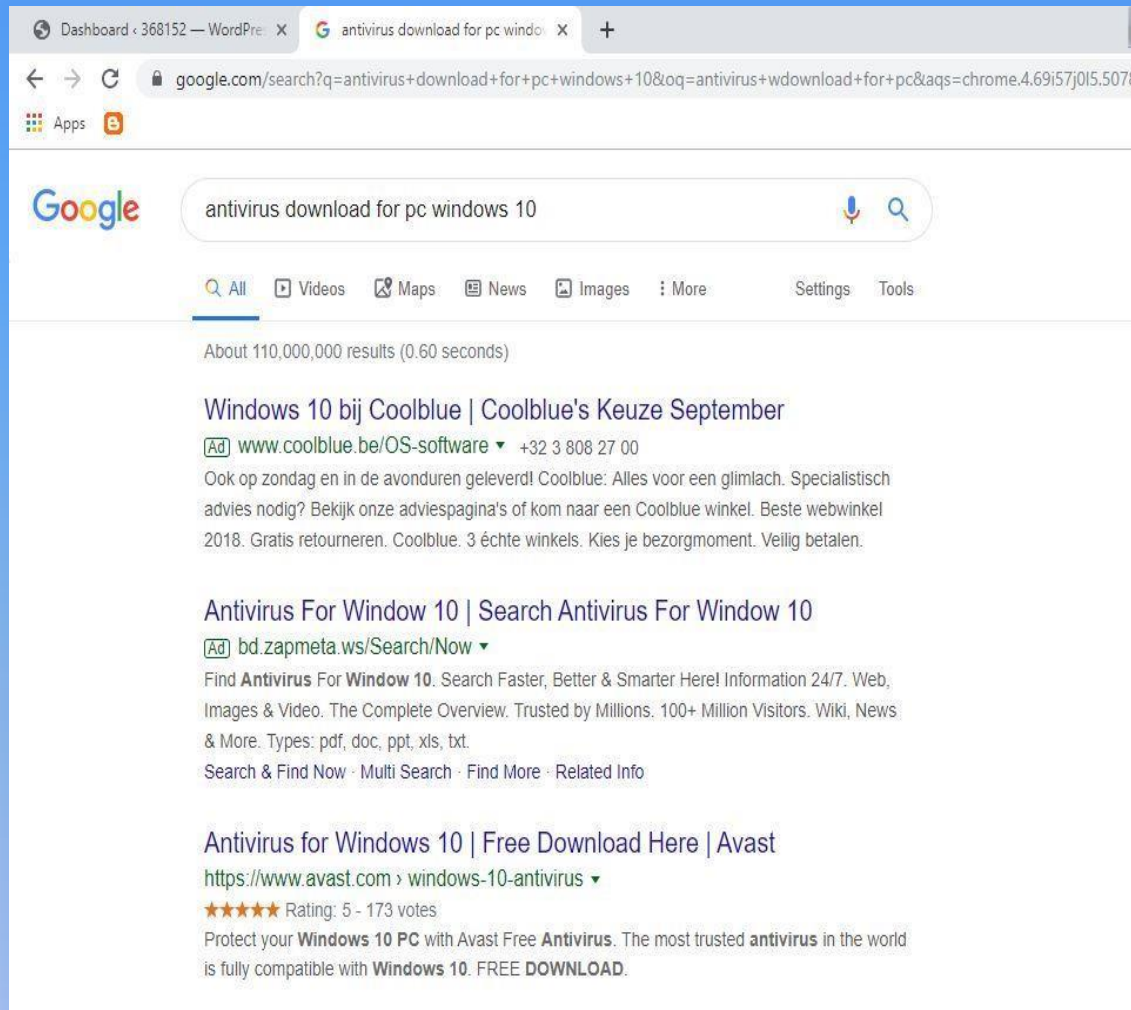 Dashboard ‹ 368152 — WordPre
antivirus download for pc windo
google.com/search?q=antivirus+download+for+pc+windows+10&oq=antivirus+wdownload+for+pc&aqs=chrome.4.69i57j0l5.5078
Apps
Google
antivirus download for pc windows 10
All Videos Maps News Images More Settings Tools
About 110,000,000 results (0.60 seconds)
Windows 10 bij Coolblue | Coolblue's Keuze September
Ad www.coolblue.be/OS-software +32 3 808 27 00
Ook op zondag en in de avonduren geleverd! Coolblue: Alles voor een glimlach. Specialistisch
advies nodig? Bekijk onze adviespagina's of kom naar een Coolblue winkel. Beste webwinkel
2018. Gratis retourneren. Coolblue. 3 échte winkels. Kies je bezorgmoment. Veilig betalen.
Antivirus For Window 10 | Search Antivirus For Window 10
Ad bd.zapmeta.ws/Search/Now
Find Antivirus For Window 10. Search Faster, Better & Smarter Here! Information 24/7. Web,
Images & Video. The Complete Overview. Trusted by Millions. 100+ Million Visitors. Wiki, News
& More. Types: pdf, doc, ppt, xls, txt.
Search & Find Now · Multi Search · Find More · Related Info
Antivirus for Windows 10 | Free Download Here | Avast
https://www.avast.com › windows-10-antivirus
★★★★★ Rating: 5 - 173 votes
Protect your Windows 10 PC with Avast Free Antivirus. The most trusted antivirus in the world
is fully compatible with Windows 10. FREE DOWNLOAD.